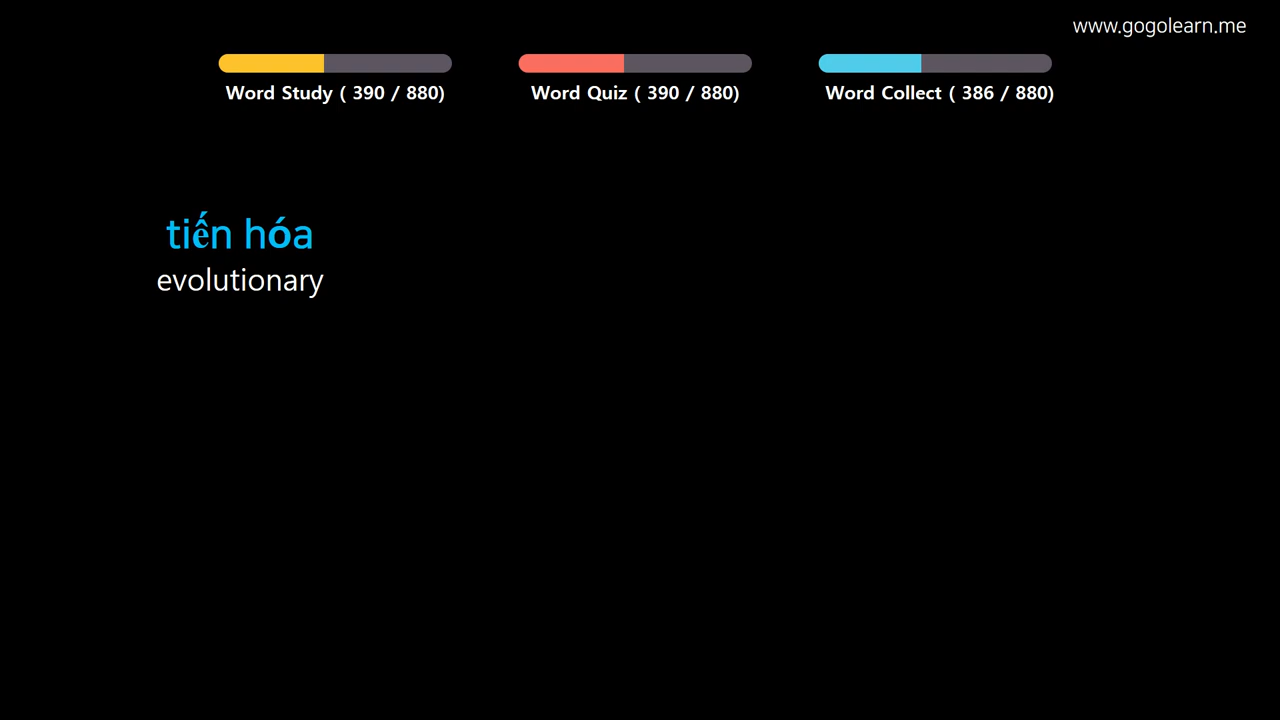 www.gogolearn.me
Word Study ( 390 / 880)
Word Quiz ( 390 / 880)
Word Collect ( 386 / 880)
tiến hóa
evolutionary